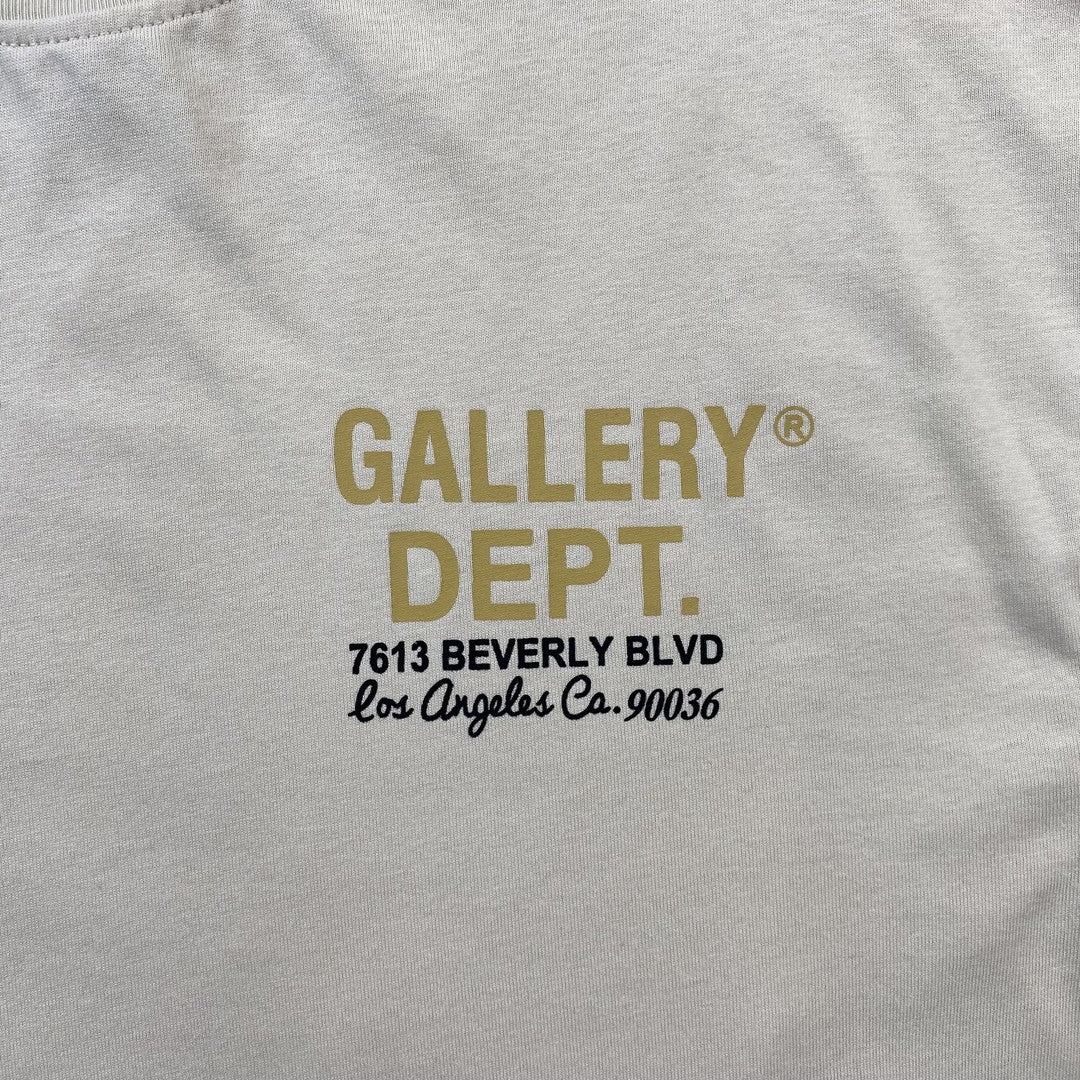 GALLERY®
DEPT.
7613 BEVERLY BLVD
Los Angeles Ca. 90036